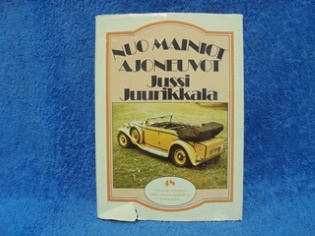 NUO MAINIOT
AJONEUVOT
Jussi
Juurikkala
48